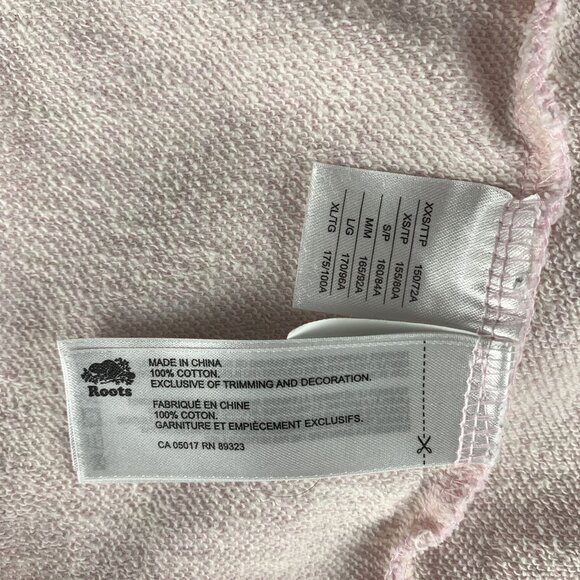 XXS/TTP 150/72A
XS/TP 155/80A
S/P 160/84A
M/M 165/92A
L/G 170/96A
XL/TG 175/100A
Roots
MADE IN CHINA
100% COTTON.
EXCLUSIVE OF TRIMMING AND DECORATION.
FABRIQUÉ EN CHINE
100% COTON.
GARNITURE ET EMPIÈCEMENT EXCLUSIFS.
CA 05017 RN 89323